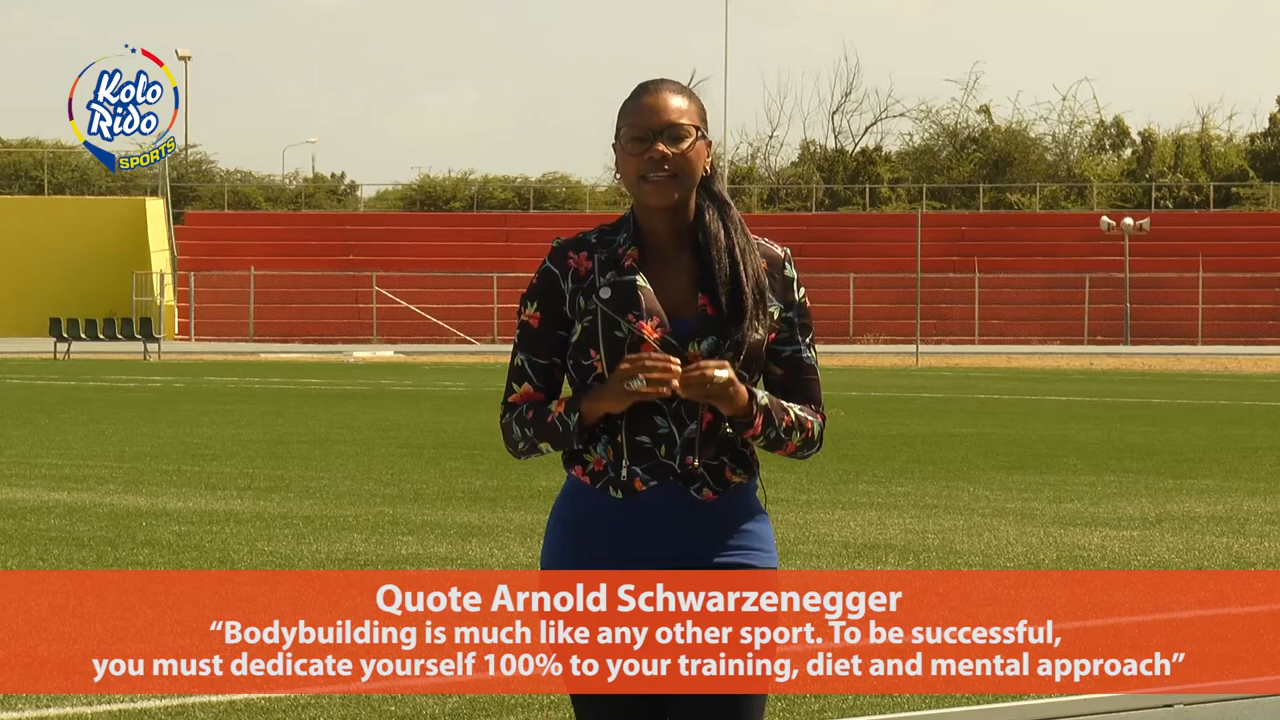 Kolo
Rido
SPORTS
Quote Arnold Schwarzenegger
“Bodybuilding is much like any other sport. To be successful,
you must dedicate yourself 100% to your training, diet and mental approach”